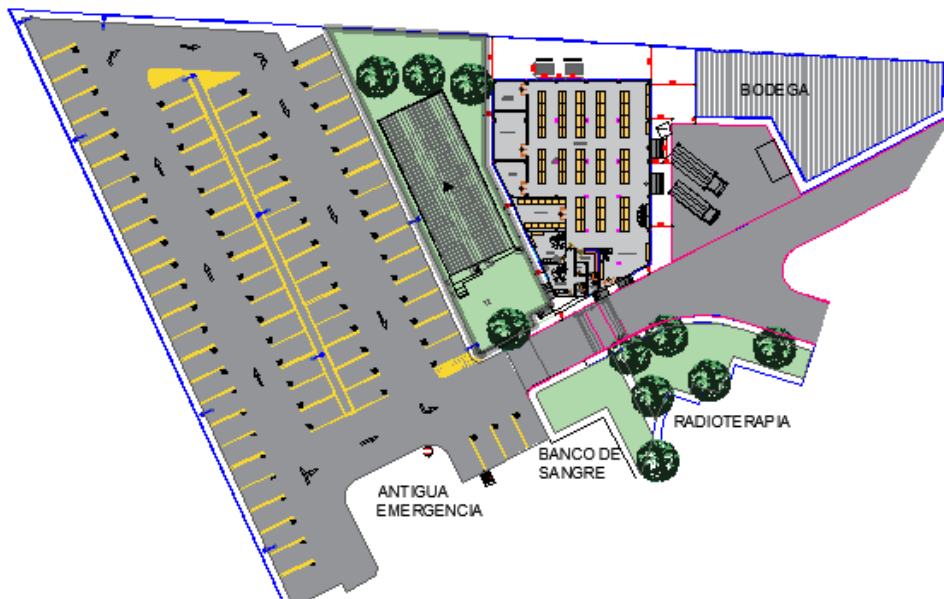 BODEGA
RADIOTERAPIA
BANCO DE
SANGRE
ANTIGUA
EMERGENCIA